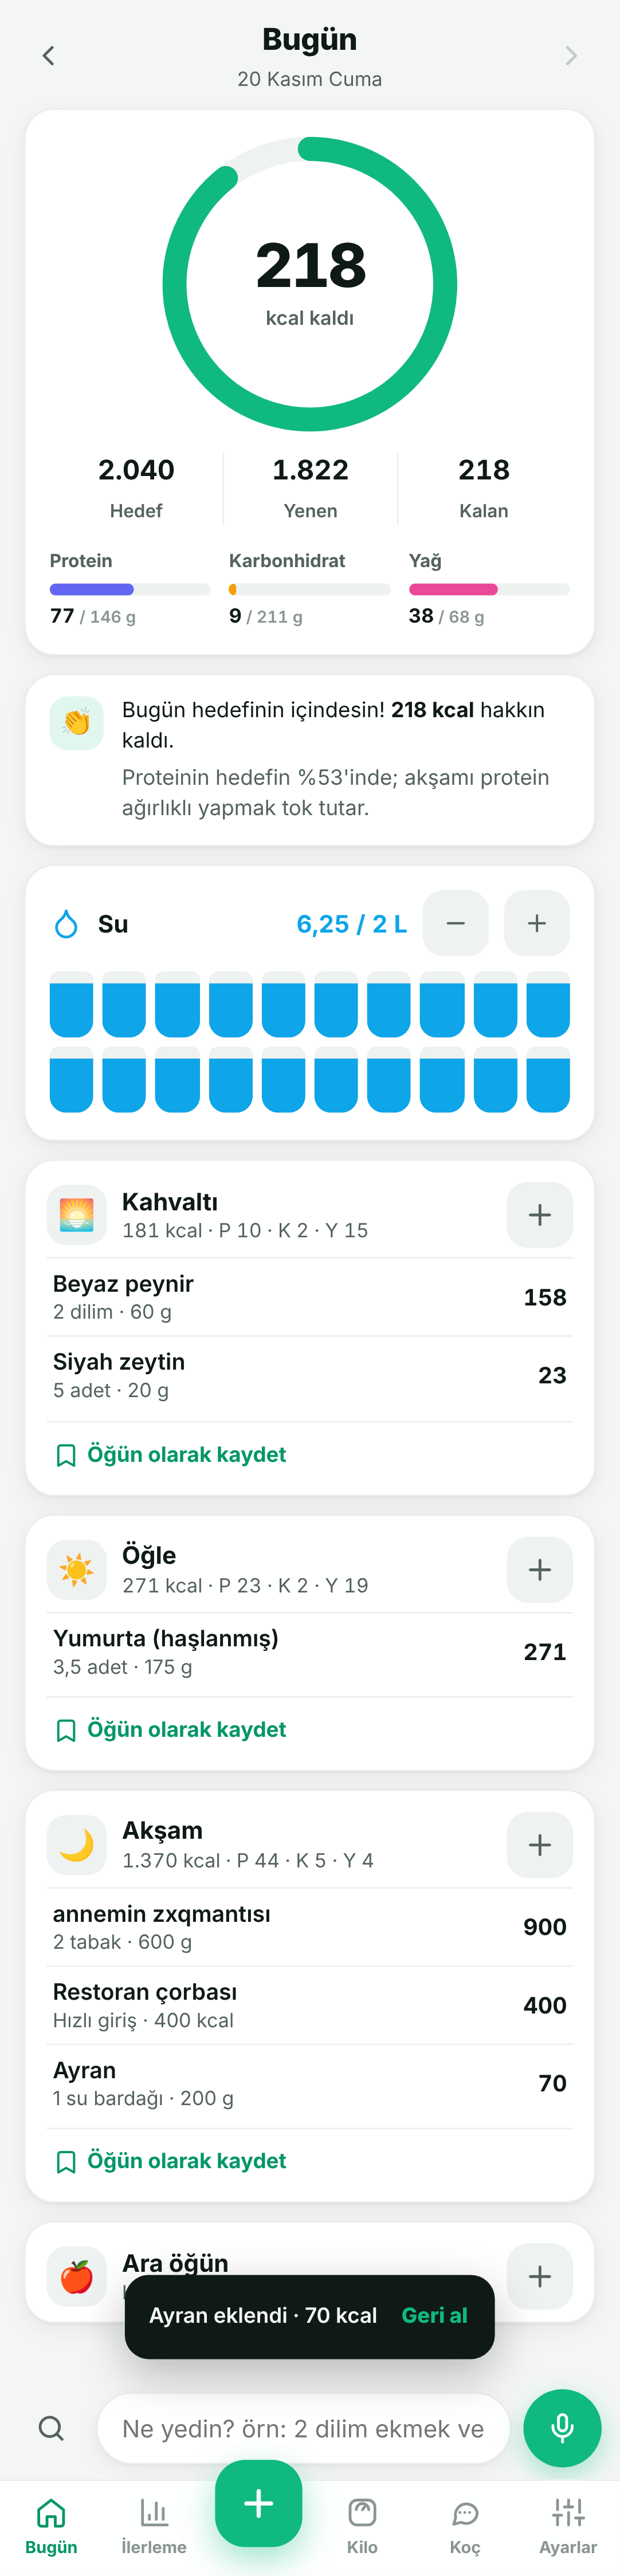 Bugün
20 Kasım Cuma
218
kcal kaldı
2.040 1.822 218
Hedef Yenen Kalan
Protein Karbonhidrat Yağ
77 / 146 g 9 / 211 g 38 / 68 g
Bugün hedefinin içindesin! 218 kcal hakkın
kaldı.
Proteinin hedefin %53'inde; akşamı protein
ağırlıklı yapmak tok tutar.
Su 6,25 / 2 L
Kahvaltı
181 kcal · P 10 · K 2 · Y 15
Beyaz peynir
2 dilim · 60 g
158
Siyah zeytin
5 adet · 20 g
23
Öğün olarak kaydet
Öğle
271 kcal · P 23 · K 2 · Y 19
Yumurta (haşlanmış)
3,5 adet · 175 g
271
Öğün olarak kaydet
Akşam
1.370 kcal · P 44 · K 5 · Y 4
annemin zxqmantısı
2 tabak · 600 g
900
Restoran çorbası
Hızlı giriş · 400 kcal
400
Ayran
1 su bardağı · 200 g
70
Öğün olarak kaydet
Ara öğün
Ayran eklendi · 70 kcal Geri al
Ne yedin? örn: 2 dilim ekmek ve
Bugün İlerleme Kilo Koç Ayarlar